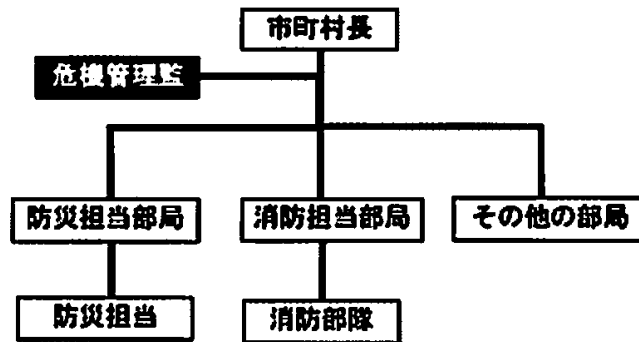 市町村長
危機管理監
防災担当部局
消防担当部局
その他の部局
防災担当
消防部隊